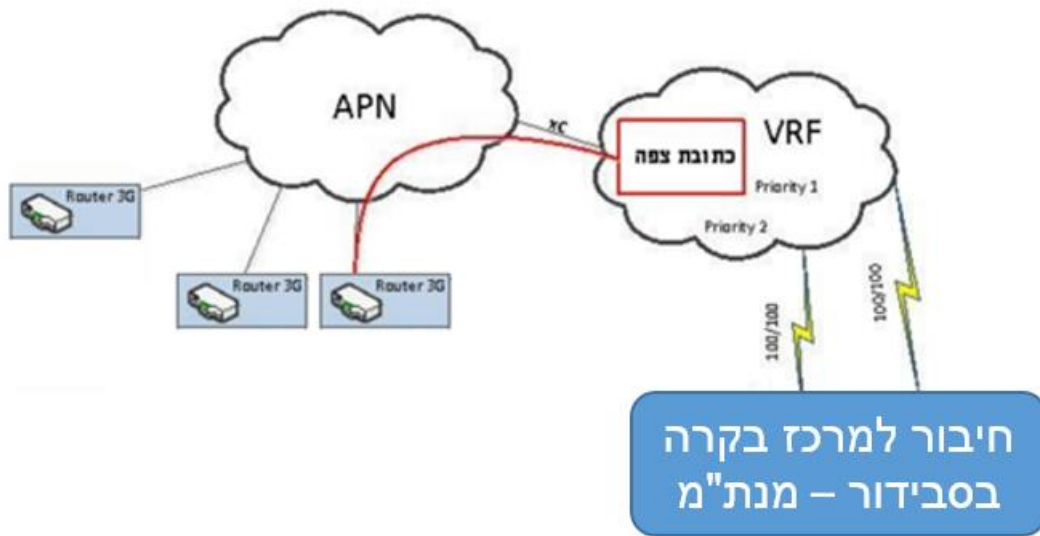 APN
xc
VRF
כתובת צפה
Priority 1
Priority 2
Router 3G
Router 3G
Router 3G
100/100
100/100
חיבור למרכז בקרה
בסבידור – מנת"מ